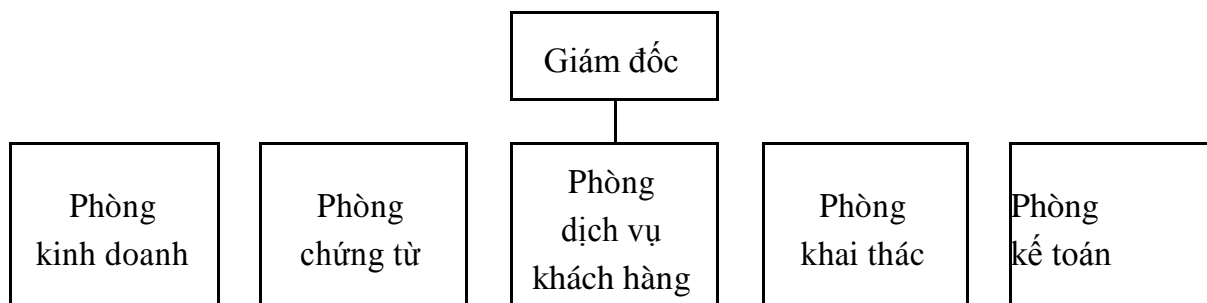 Giám đốc
Phòng
kinh doanh
Phòng
chứng từ
Phòng
dịch vụ
khách hàng
Phòng
khai thác
Phòng
kế toán